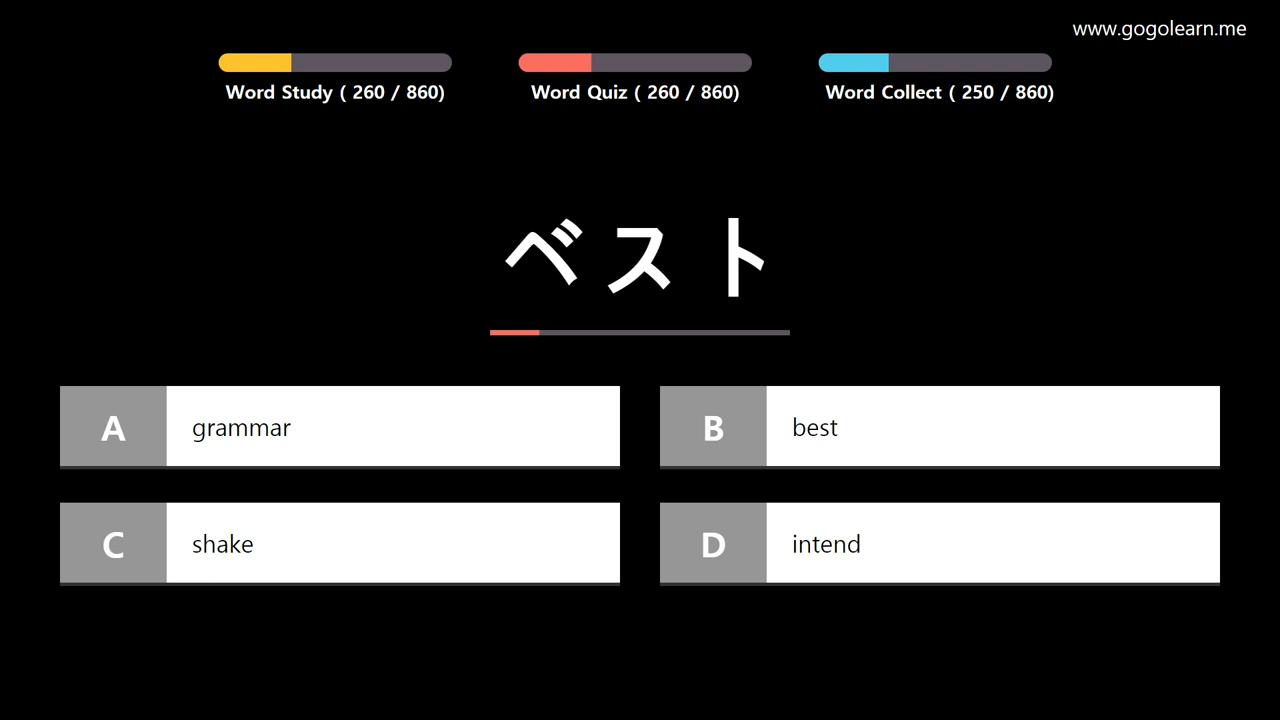 www.gogolearn.me
Word Study ( 260 / 860)
Word Quiz ( 260 / 860)
Word Collect ( 250 / 860)
ベスト
A grammar
B best
C shake
D intend